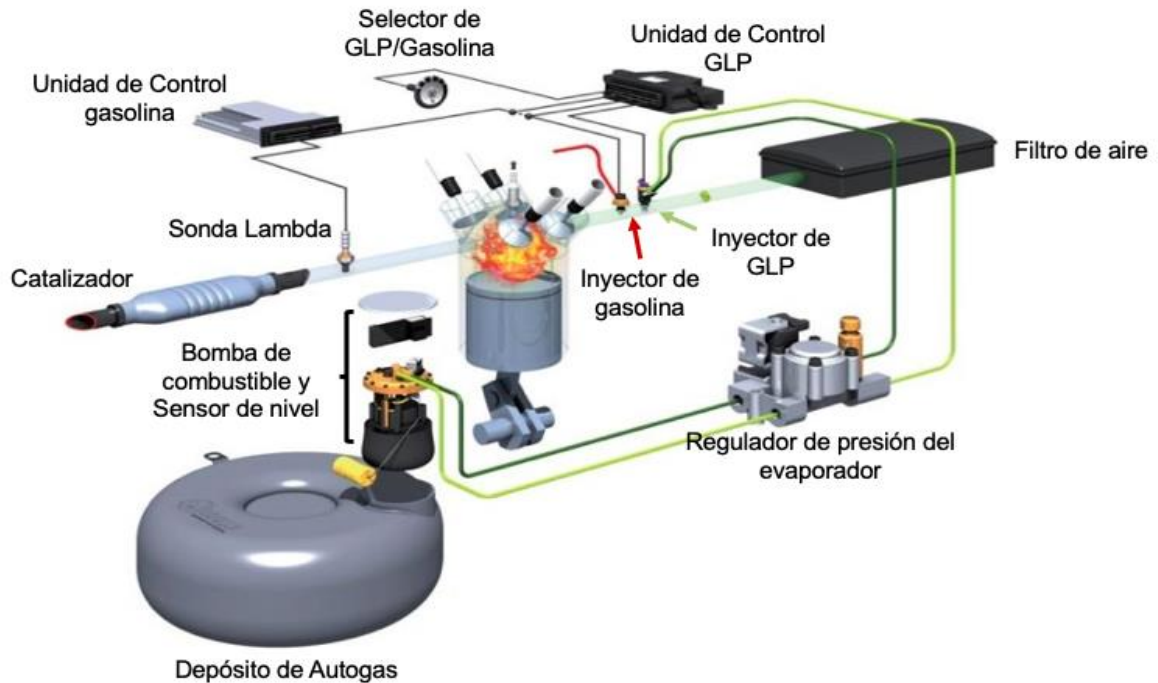 Selector de
GLP/Gasolina
Unidad de Control
GLP
Unidad de Control
gasolina
Filtro de aire
Sonda Lambda
Inyector de
GLP
Catalizador
Inyector de
gasolina
Bomba de
combustible y
Sensor de nivel
Regulador de presión del
evaporador
Depósito de Autogas